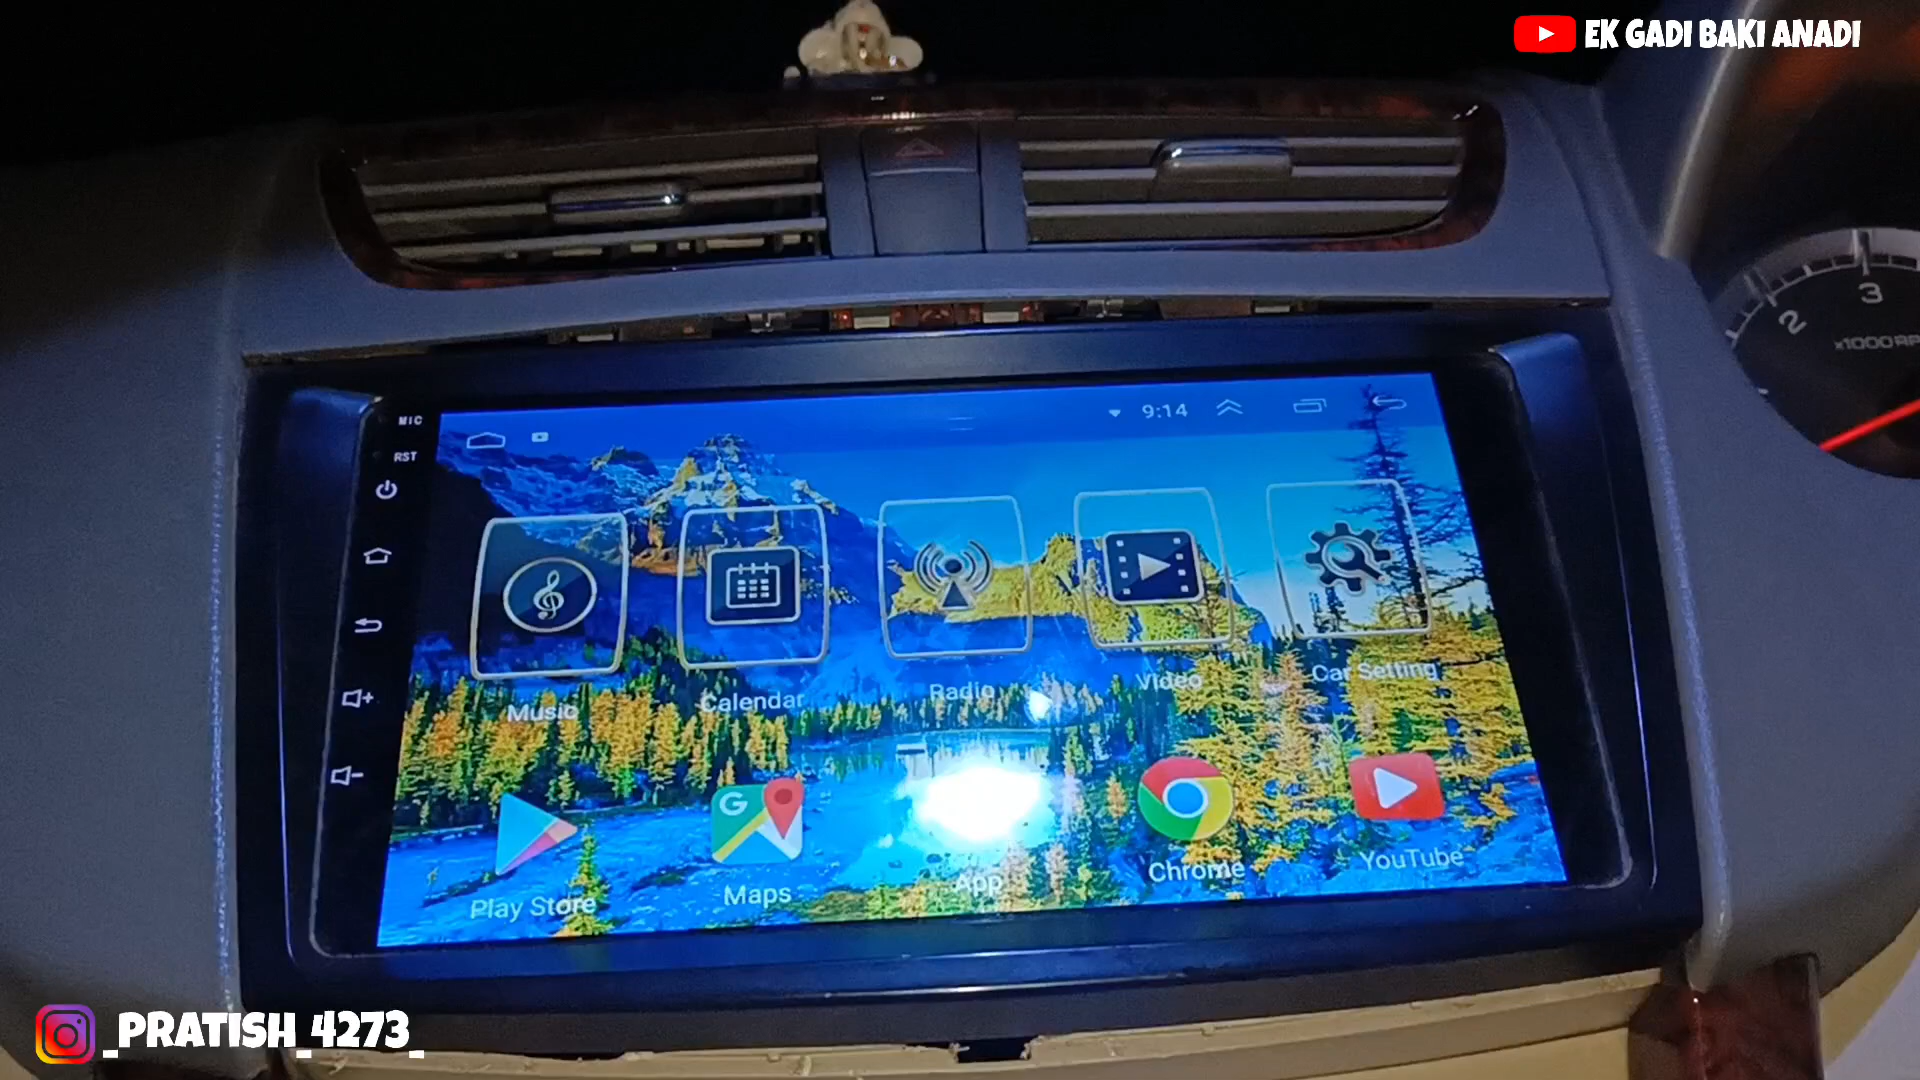 EK GADI BAKI ANADI
3
2
x1000RP
MIC
9:14
RST
Music
Calendar
Radio
Video
Car Setting
Play Store
Maps
App
Chrome
YouTube
_PRATISH_4273_